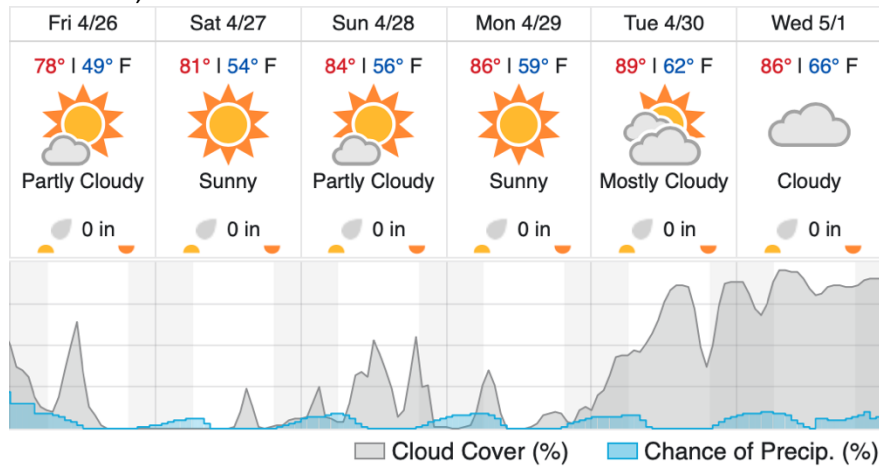 Fri 4/26 Sat 4/27 Sun 4/28 Mon 4/29 Tue 4/30 Wed 5/1
78° | 49° F 81° | 54° F 84° | 56° F 86° | 59° F 89° | 62° F 86° | 66° F
Partly Cloudy Sunny Partly Cloudy Sunny Mostly Cloudy Cloudy
0 in 0 in 0 in 0 in 0 in 0 in
Cloud Cover (%) Chance of Precip. (%)